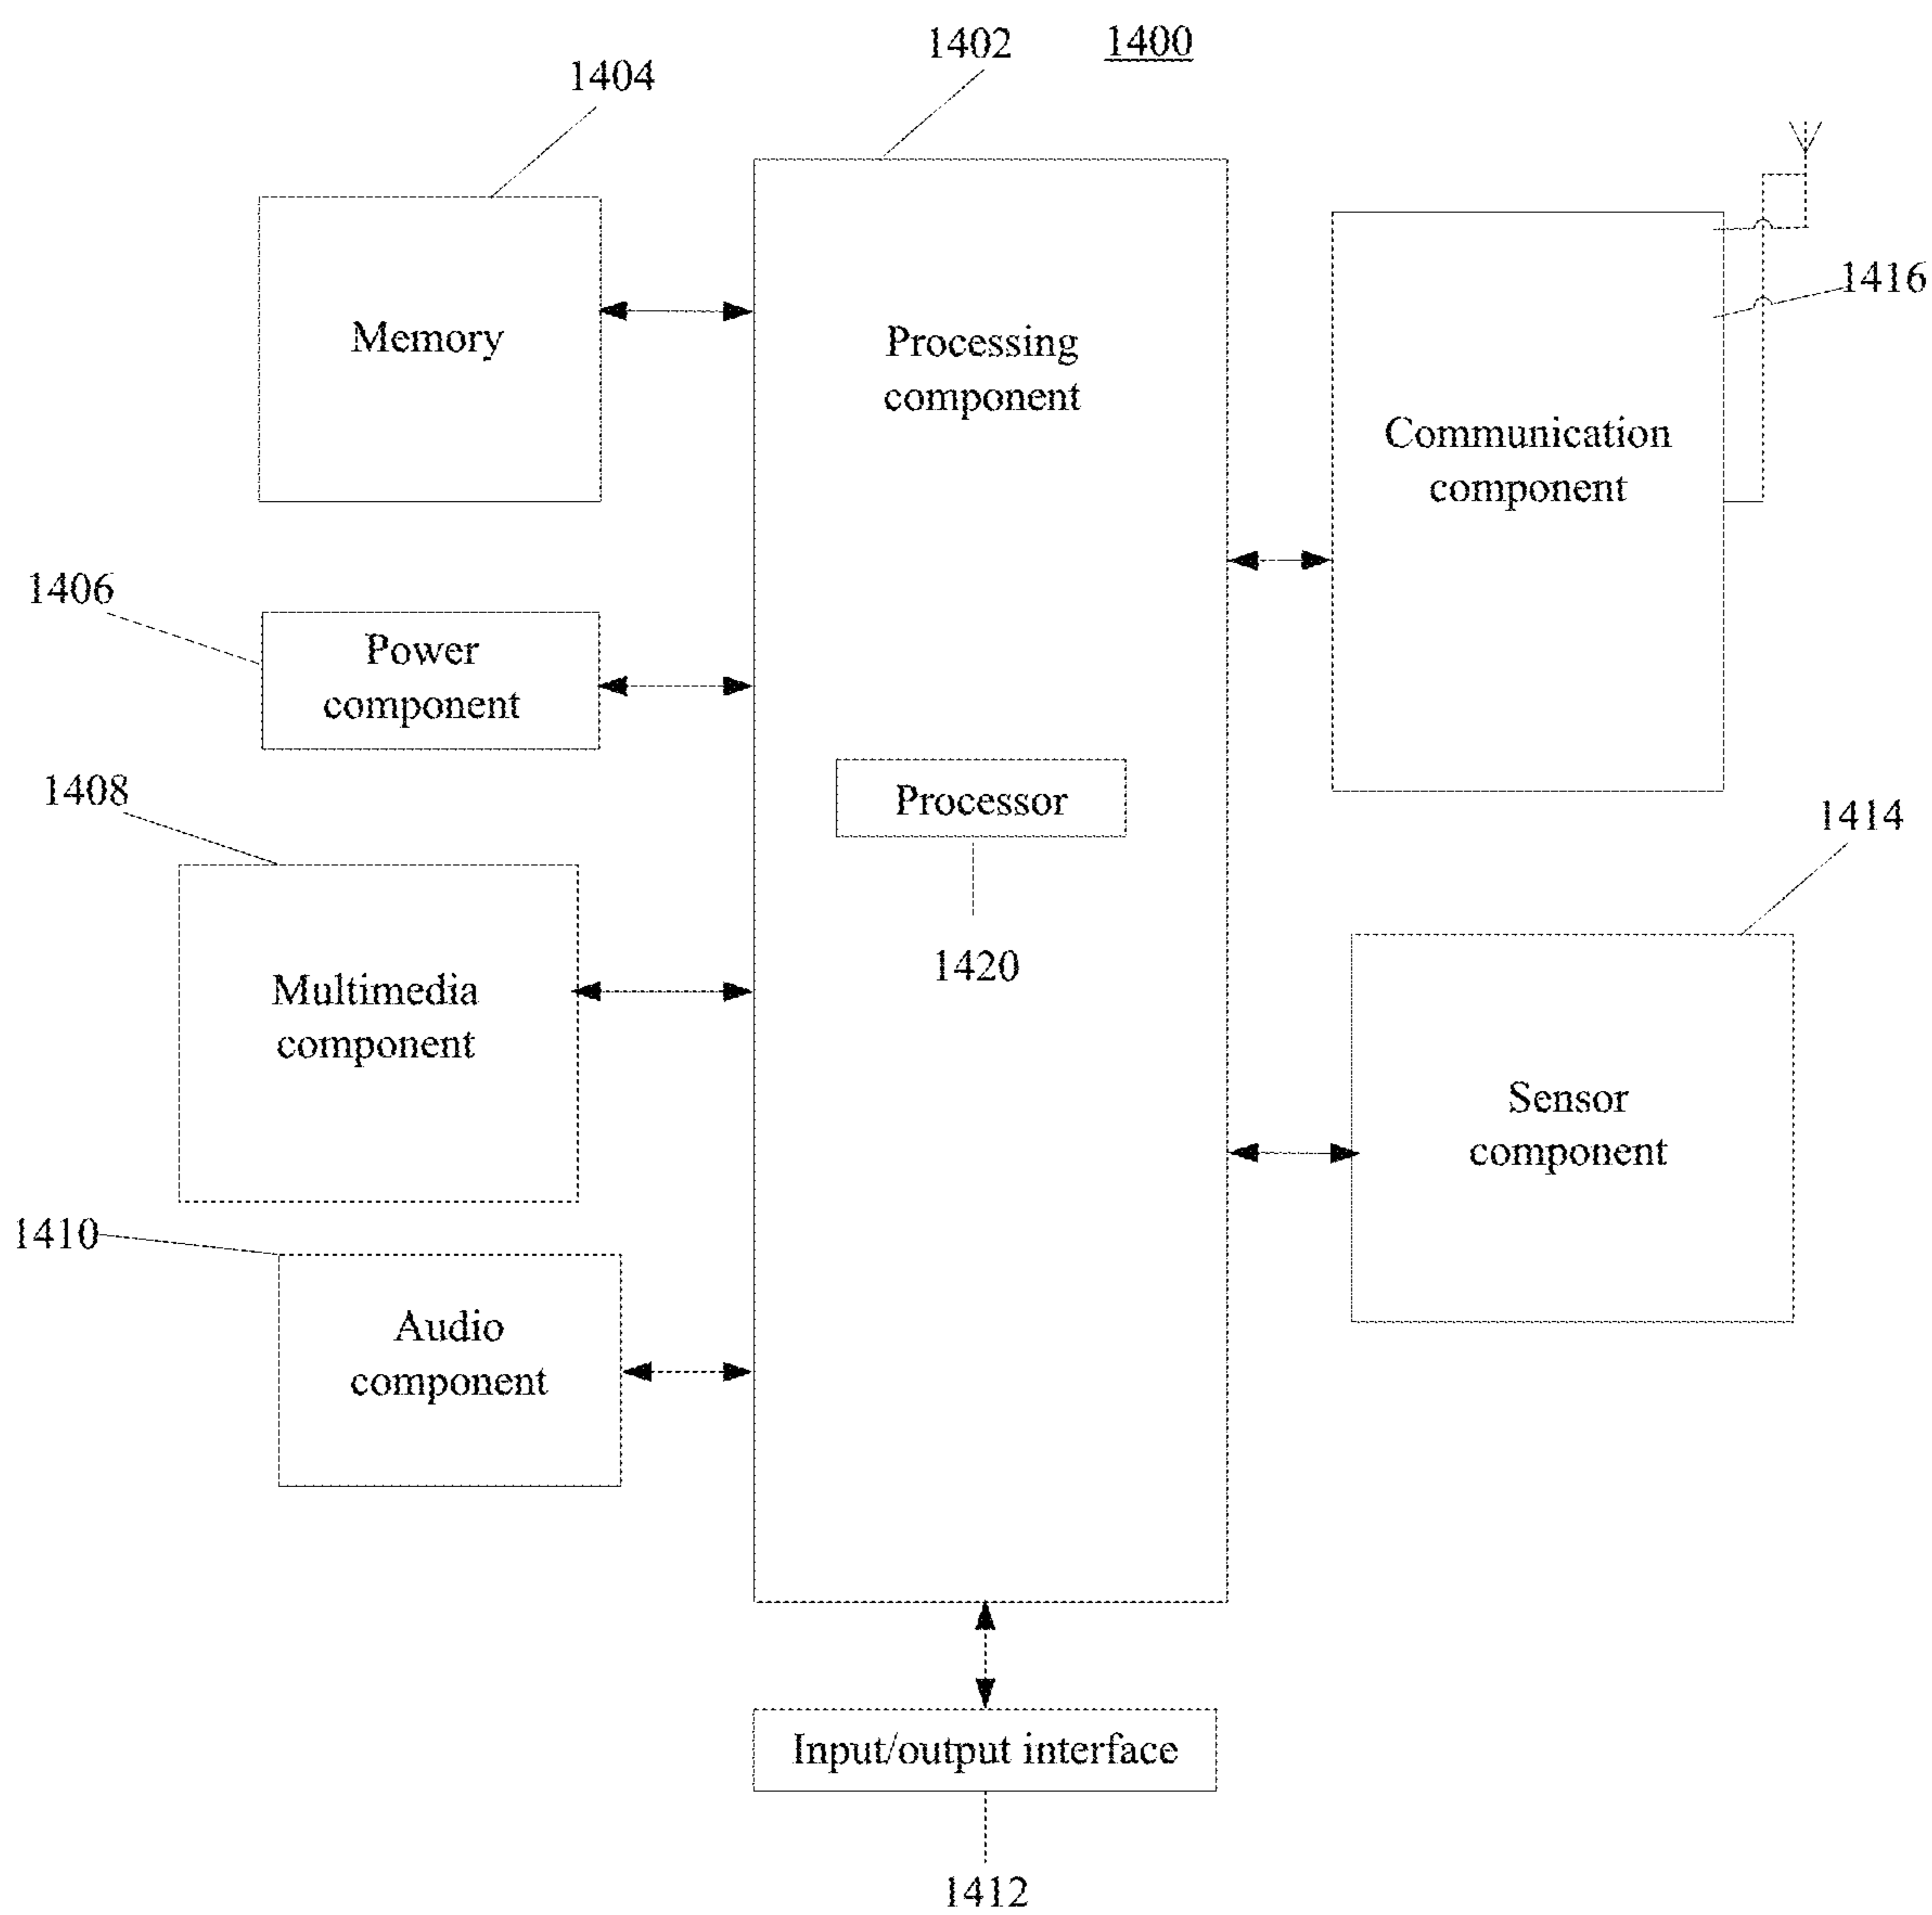 1402
1400
1404
Memory
Processing
component
Communication
component
1416
1406
Power
component
1408
Processor
1414
1420
Multimedia
component
Sensor
component
1410
Audio
component
Input/output interface
1412